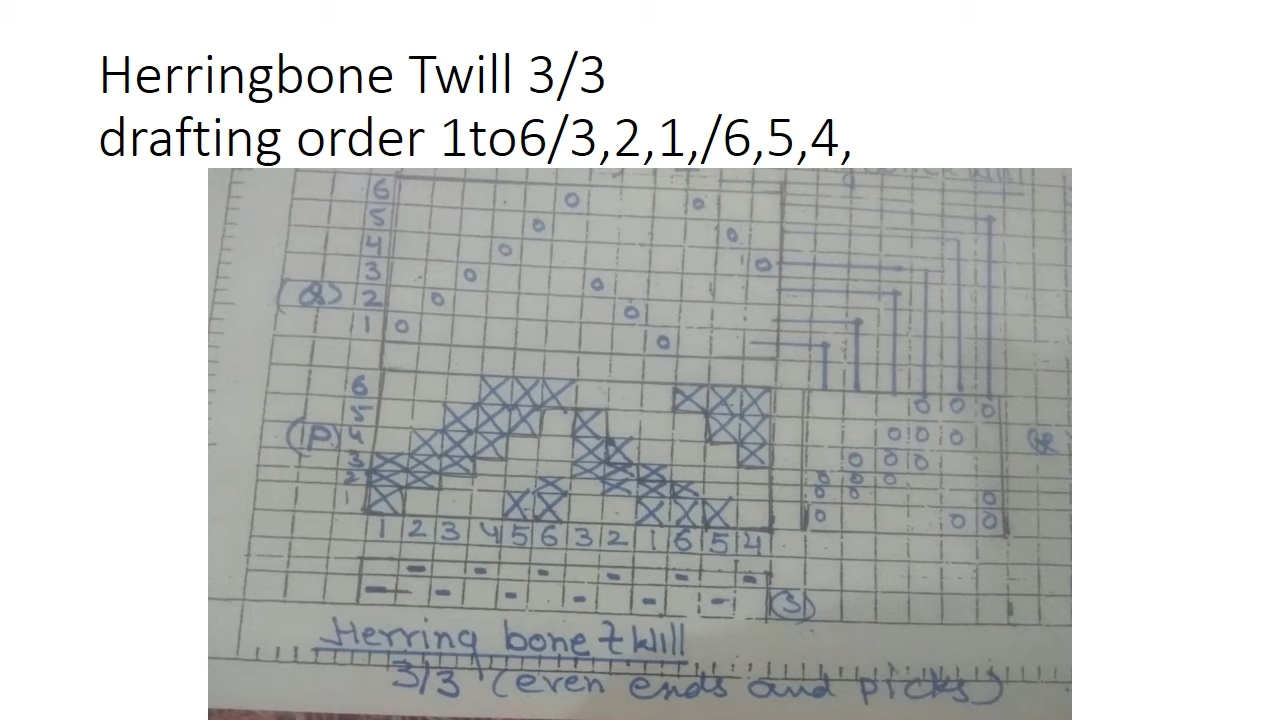 Herringbone Twill 3/3
drafting order 1to6/3,2,1,/6,5,4,
6
5
4
3
(D) 2
1
6
5
(P) 4
3
2
1
1 2 3 4 5 6 3 2 1 6 5 4
(S)
Herring bone twill
3/3 (even ends and picks)